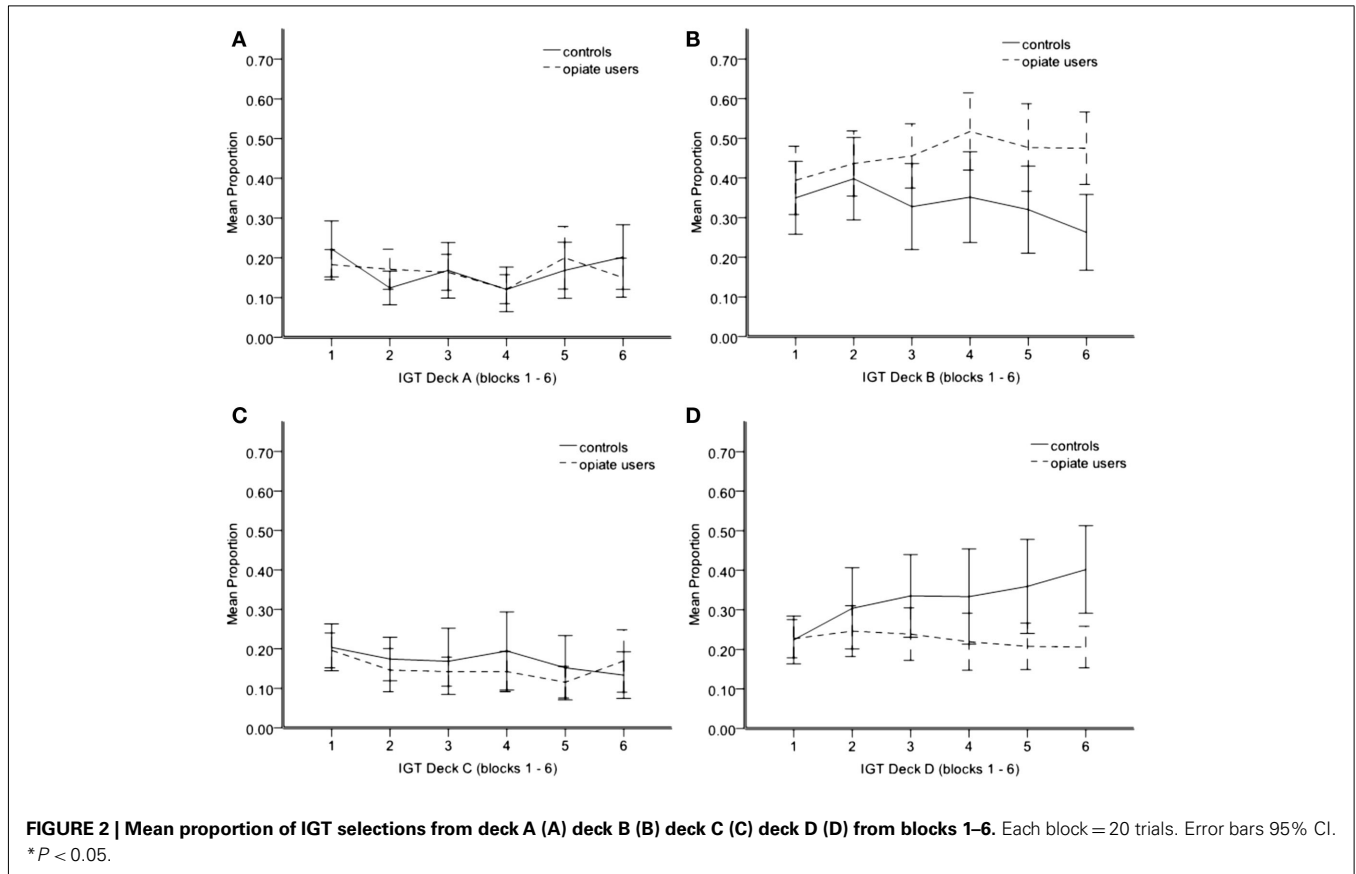 A
controls
opiate users
0.70
0.60
0.50
0.40
0.30
0.20
0.10
0.00
Mean Proportion
1 2 3 4 5 6
IGT Deck A (blocks 1 - 6)
B
controls
opiate users
0.70
0.60
0.50
0.40
0.30
0.20
0.10
0.00
Mean Proportion
1 2 3 4 5 6
IGT Deck B (blocks 1 - 6)
C
controls
opiate users
0.70
0.60
0.50
0.40
0.30
0.20
0.10
0.00
Mean Proportion
1 2 3 4 5 6
IGT Deck C (blocks 1 - 6)
D
controls
opiate users
0.70
0.60
0.50
0.40
0.30
0.20
0.10
0.00
Mean Proportion
1 2 3 4 5 6
IGT Deck D (blocks 1 - 6)
FIGURE 2 | Mean proportion of IGT selections from deck A (A) deck B (B) deck C (C) deck D (D) from blocks 1–6. Each block = 20 trials. Error bars 95% CI.
*P < 0.05.